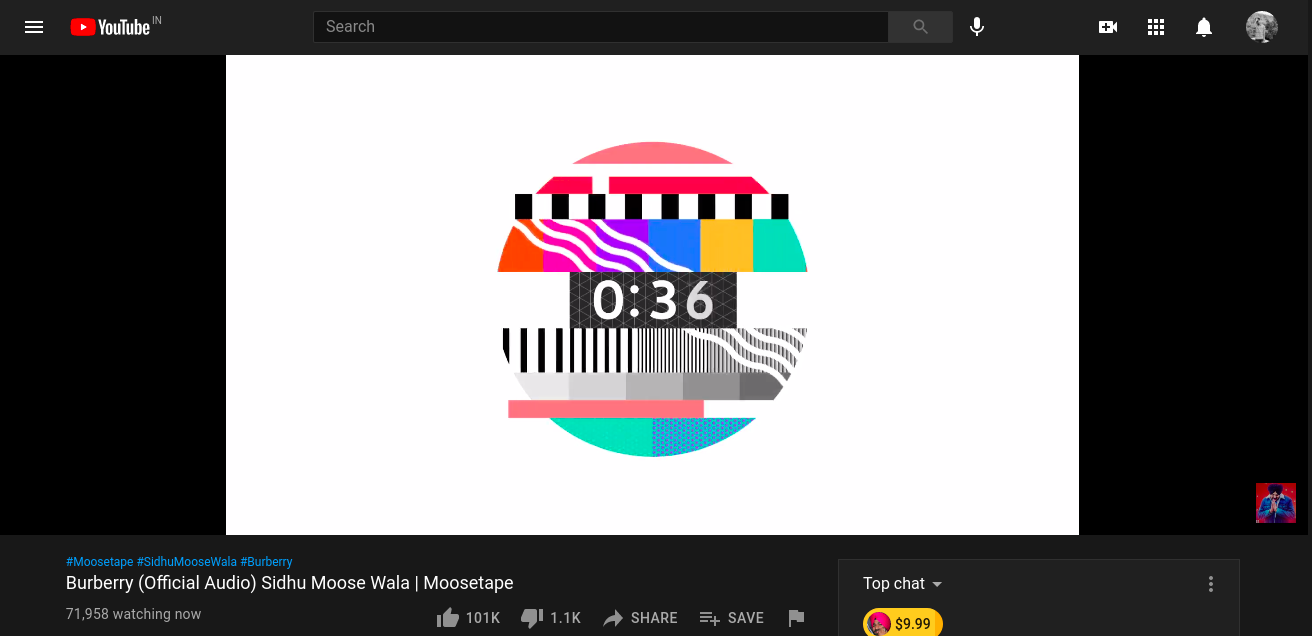 YouTube IN
Search
0:36
#Moosetape #SidhuMooseWala #Burberry
Burberry (Official Audio) Sidhu Moose Wala | Moosetape
71,958 watching now
101K
1.1K
SHARE
SAVE
Top chat
$9.99